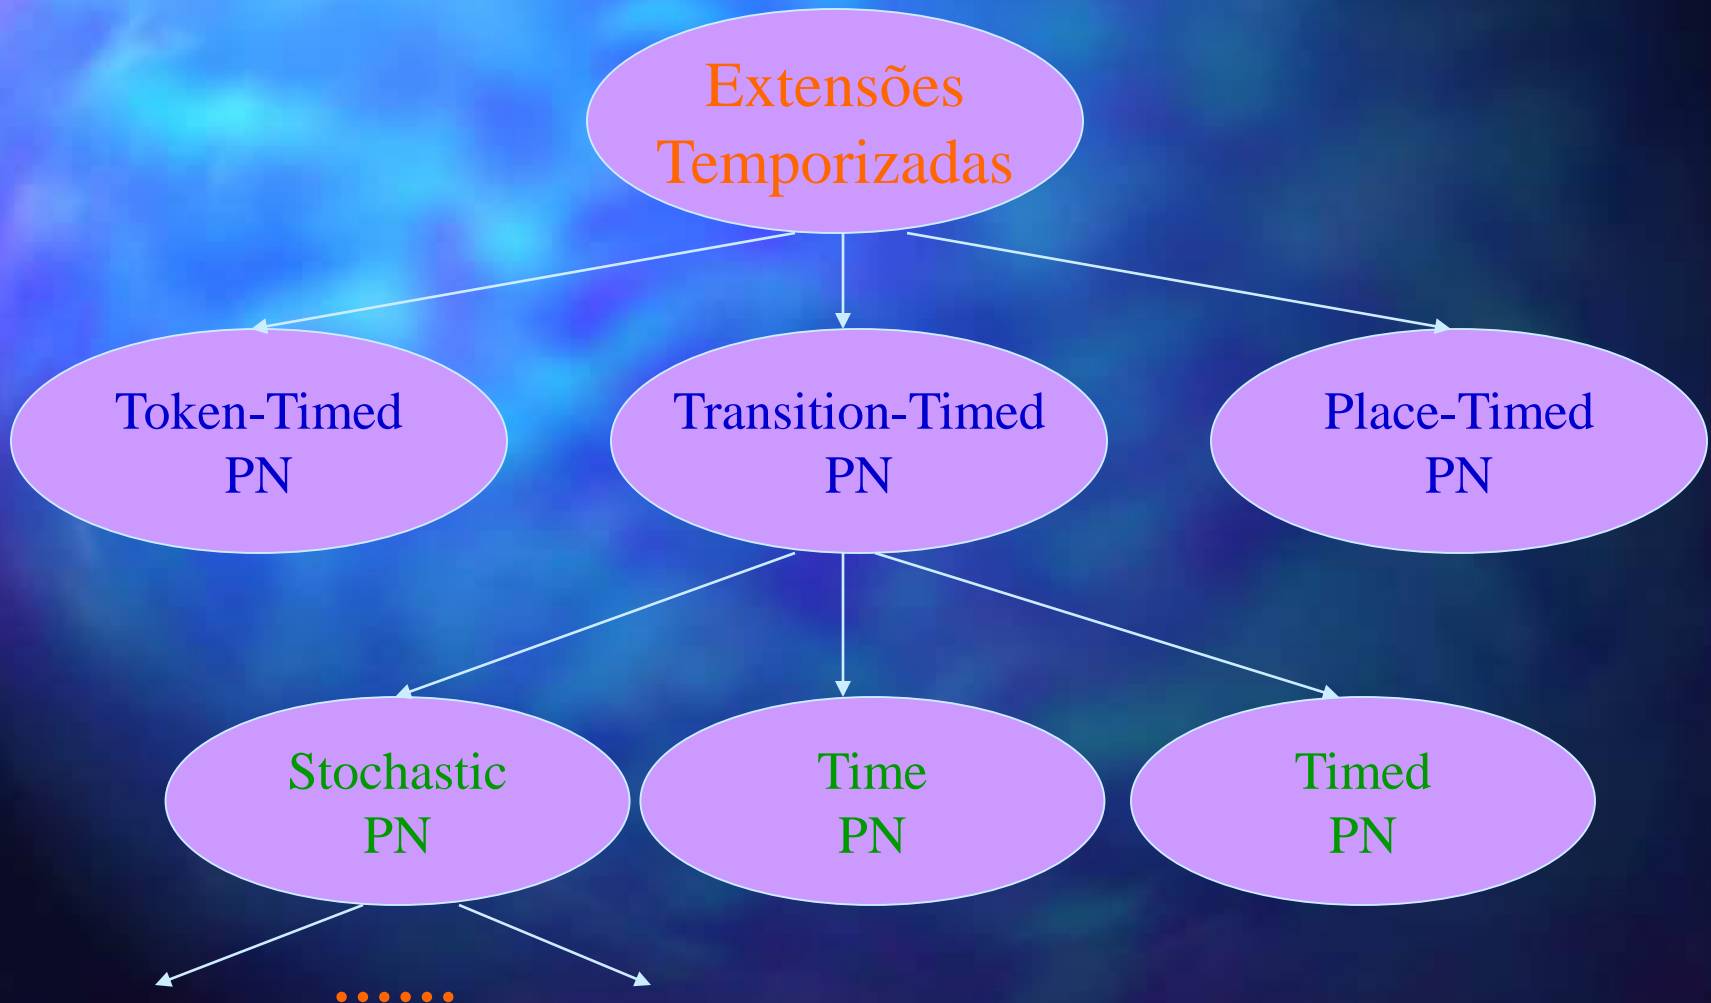 Extensões
Temporizadas
Token-Timed
PN
Transition-Timed
PN
Place-Timed
PN
Stochastic
PN
Time
PN
Timed
PN
......